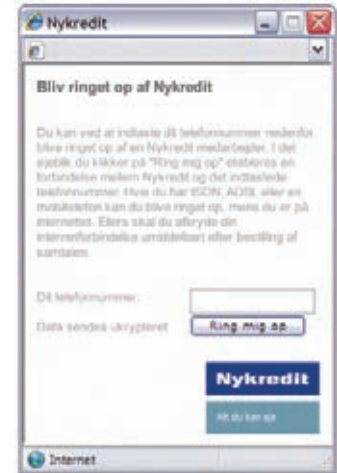 Nykredit
Bliv ringet op af Nykredit
Du kan ved at indtaste dit telefonnummer nedenfor
blive ringet op af en Nykredit medarbejder. I det
øjeblik du klikker på "Ring mig op" etableres en
forbindelse mellem Nykredit og det indtastede
telefonnummer. Hvis du har ISDN, ADSL eller en
mobiltelefon kan du blive ringet op, mens du er på
internettet. Ellers skal du afbryde din
internetforbindelse umiddelbart efter bestilling af
samtalen.
Dit telefonnummer:
Data sendes ukrypteret
Ring mig op
Nykredit
Alt du kan eje
Internet